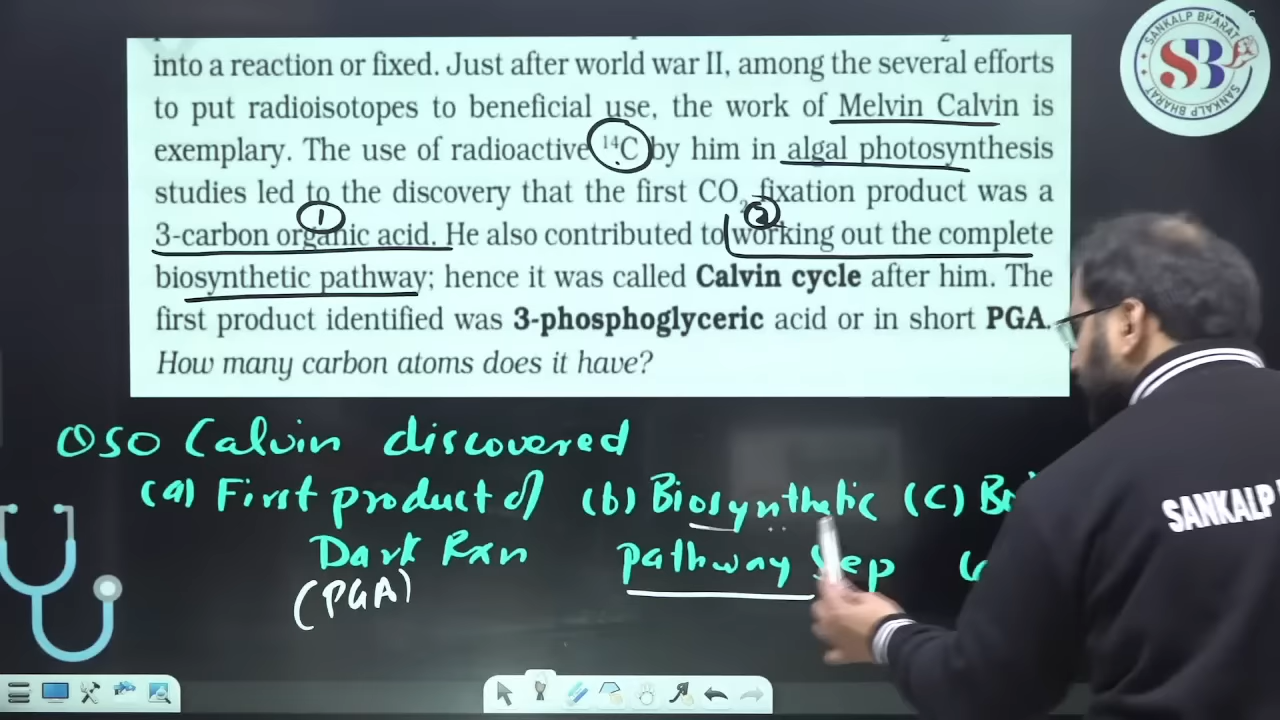 SANKALP BHARAT
SB
SANKALP BHARAT
into a reaction or fixed. Just after world war II, among the several efforts
to put radioisotopes to beneficial use, the work of Melvin Calvin is
exemplary. The use of radioactive ¹⁴C by him in algal photosynthesis
studies led to the discovery that the first CO₂ fixation product was a
① ②
3-carbon organic acid. He also contributed to working out the complete
biosynthetic pathway; hence it was called Calvin cycle after him. The
first product identified was 3-phosphoglyceric acid or in short PGA.
How many carbon atoms does it have?
Calvin discovered
(a) First product of (b) Biosynthetic (C)
Dark Rxn pathway
(PGA)
SANKALP